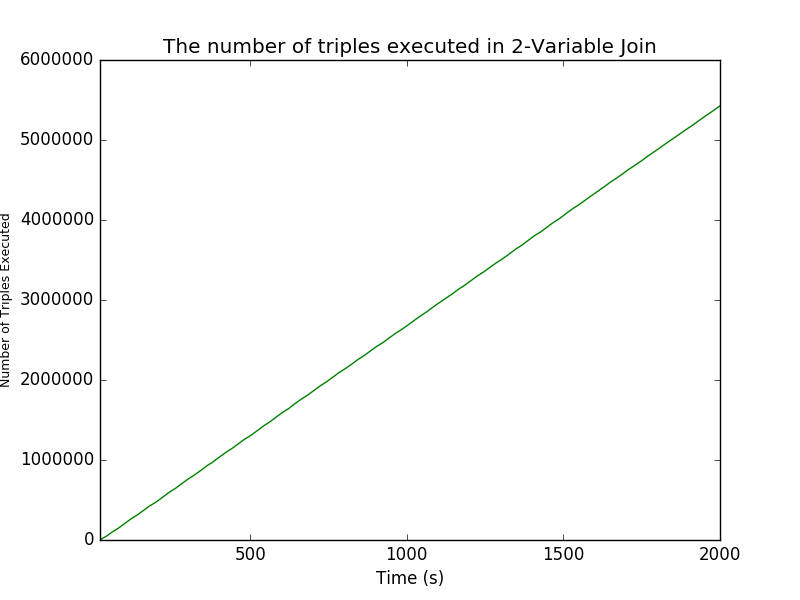 The number of triples executed in 2-Variable Join
6000000
5000000
4000000
3000000
2000000
1000000
0
Number of Triples Executed
500 1000 1500 2000
Time (s)